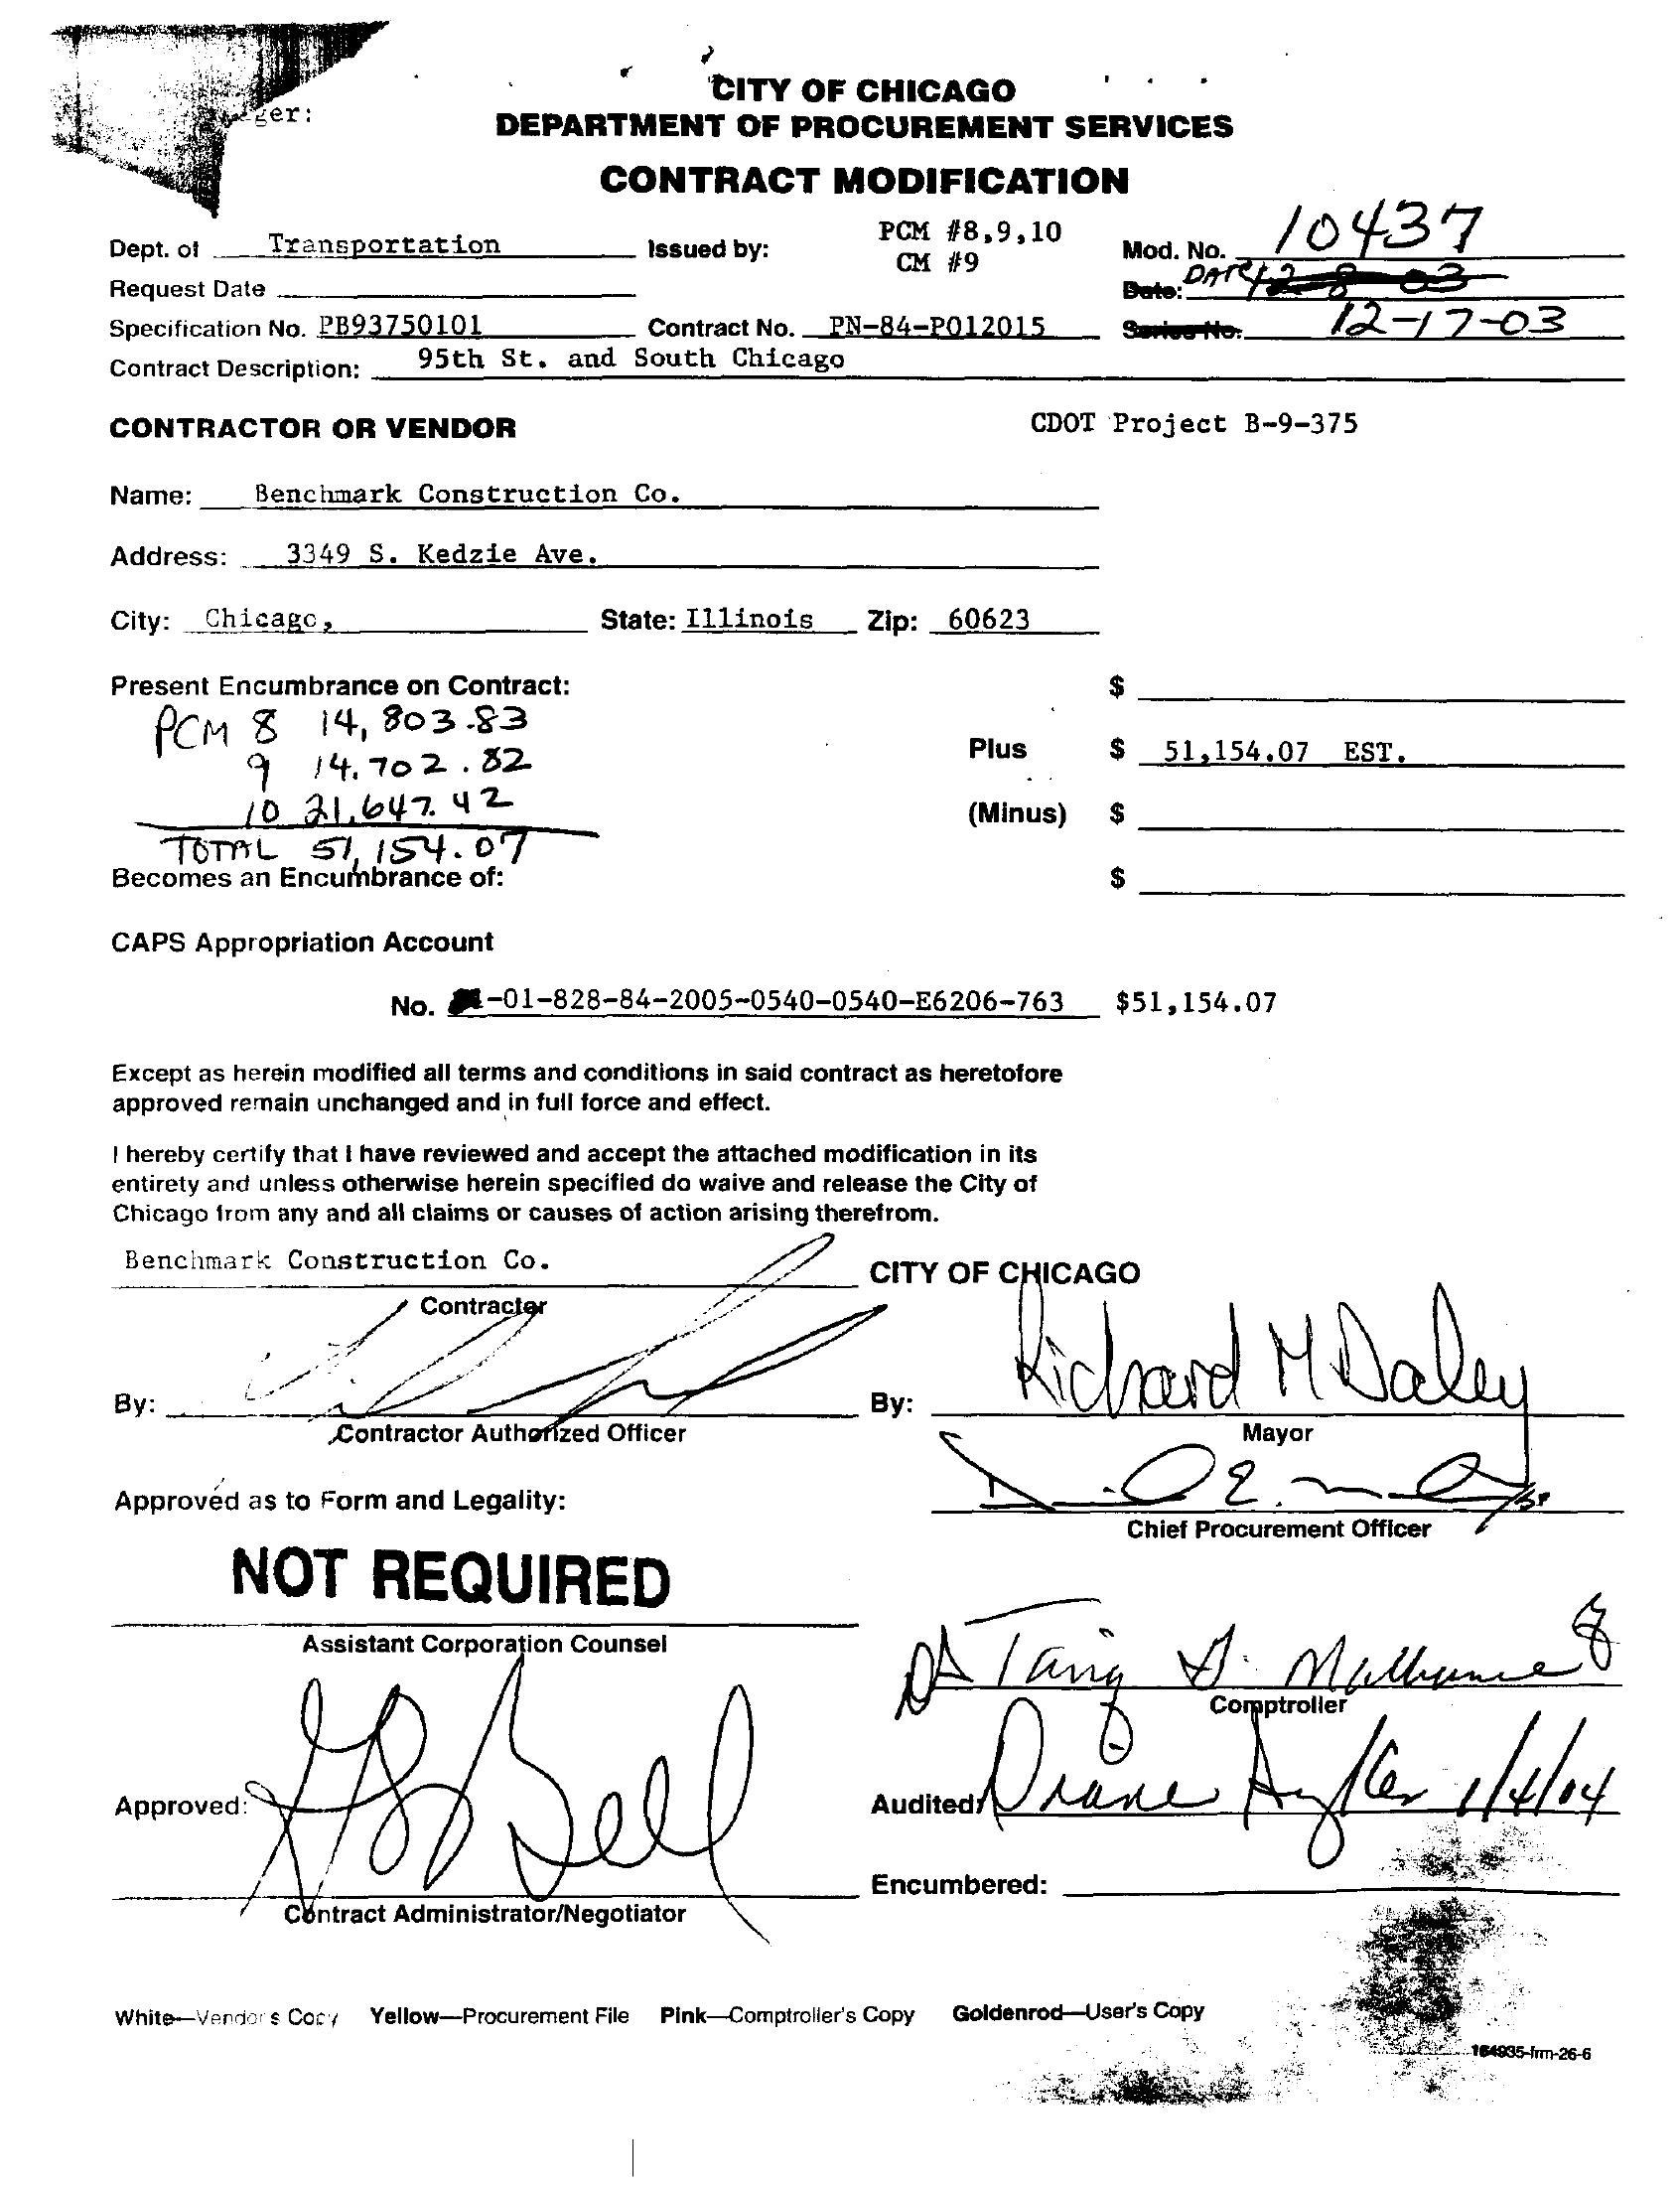 ger:
CITY OF CHICAGO
DEPARTMENT OF PROCUREMENT SERVICES
CONTRACT MODIFICATION
Dept. of Transportation Issued by: PCM #8,9,10 Mod. No. 10437
CM #9
Request Date Date: DATE 12-8-03
Specification No. PB93750101 Contract No. PN-84-P012015 Series No. 12-17-03
Contract Description: 95th St. and South Chicago
CONTRACTOR OR VENDOR CDOT Project B-9-375
Name: Benchmark Construction Co.
Address: 3349 S. Kedzie Ave.
City: Chicago, State: Illinois Zip: 60623
Present Encumbrance on Contract: $
PCM 8 14,803.83
9 14.702.82 Plus $ 51,154.07 EST.
10 21,647.42 (Minus) $
TOTAL 51,154.07
Becomes an Encumbrance of: $
CAPS Appropriation Account
No. -01-828-84-2005-0540-0540-E6206-763 $51,154.07
Except as herein modified all terms and conditions in said contract as heretofore
approved remain unchanged and in full force and effect.
I hereby certify that I have reviewed and accept the attached modification in its
entirety and unless otherwise herein specified do waive and release the City of
Chicago from any and all claims or causes of action arising therefrom.
Benchmark Construction Co. CITY OF CHICAGO
Contractor
By: By: Richard M Daley
Contractor Authorized Officer Mayor
Approved as to Form and Legality:
Chief Procurement Officer
NOT REQUIRED
Assistant Corporation Counsel
Comptroller
Approved: Bell Audited: Diane 1/4/04
Encumbered:
Contract Administrator/Negotiator
White—Vendor's Copy Yellow—Procurement File Pink—Comptroller's Copy Goldenrod—User's Copy
164935-frm-26-6